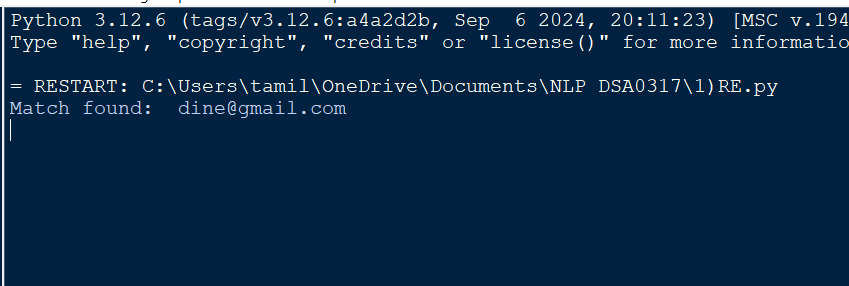 Python 3.12.6 (tags/v3.12.6:a4a2d2b, Sep  6 2024, 20:11:23) [MSC v.194
Type "help", "copyright", "credits" or "license()" for more informatio
= RESTART: C:\Users\tamil\OneDrive\Documents\NLP DSA0317\1)RE.py
Match found:  dine@gmail.com